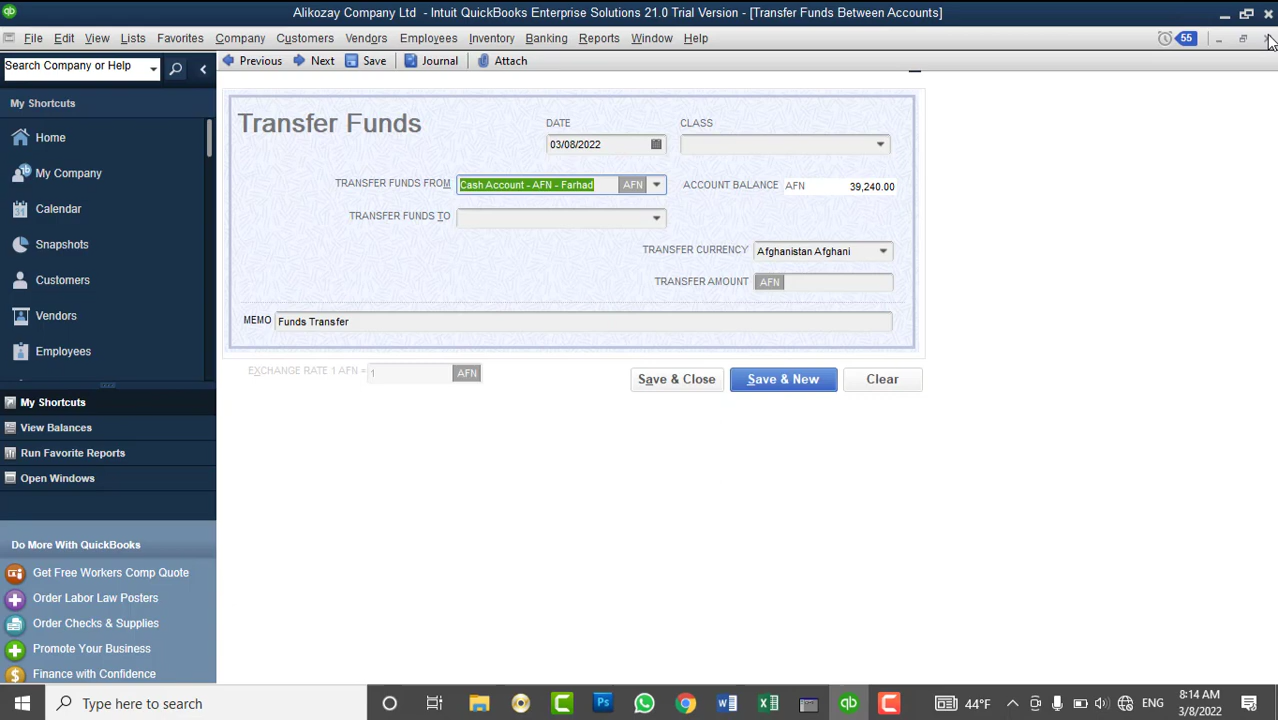 Alikozay Company Ltd - Intuit QuickBooks Enterprise Solutions 21.0 Trial Version - [Transfer Funds Between Accounts]
File Edit View Lists Favorites Company Customers Vendors Employees Inventory Banking Reports Window Help 55
Search Company or Help
Previous Next Save Journal Attach
My Shortcuts
Home
My Company
Calendar
Snapshots
Customers
Vendors
Employees
My Shortcuts
View Balances
Run Favorite Reports
Open Windows
Do More With QuickBooks
Get Free Workers Comp Quote
Order Labor Law Posters
Order Checks & Supplies
Promote Your Business
Finance with Confidence
Transfer Funds
DATE CLASS
03/08/2022
TRANSFER FUNDS FROM Cash Account - AFN - Farhad AFN ACCOUNT BALANCE AFN 39,240.00
TRANSFER FUNDS TO
TRANSFER CURRENCY Afghanistan Afghani
TRANSFER AMOUNT AFN
MEMO Funds Transfer
EXCHANGE RATE 1 AFN = 1 AFN
Save & Close Save & New Clear
Type here to search
44°F ENG 8:14 AM
3/8/2022